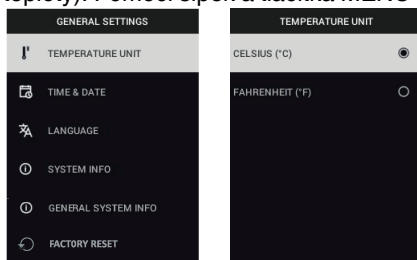 GENERAL SETTINGS
TEMPERATURE UNIT
TIME & DATE
LANGUAGE
SYSTEM INFO
GENERAL SYSTEM INFO
FACTORY RESET
TEMPERATURE UNIT
CELSIUS (°C)
FAHRENHEIT (°F)